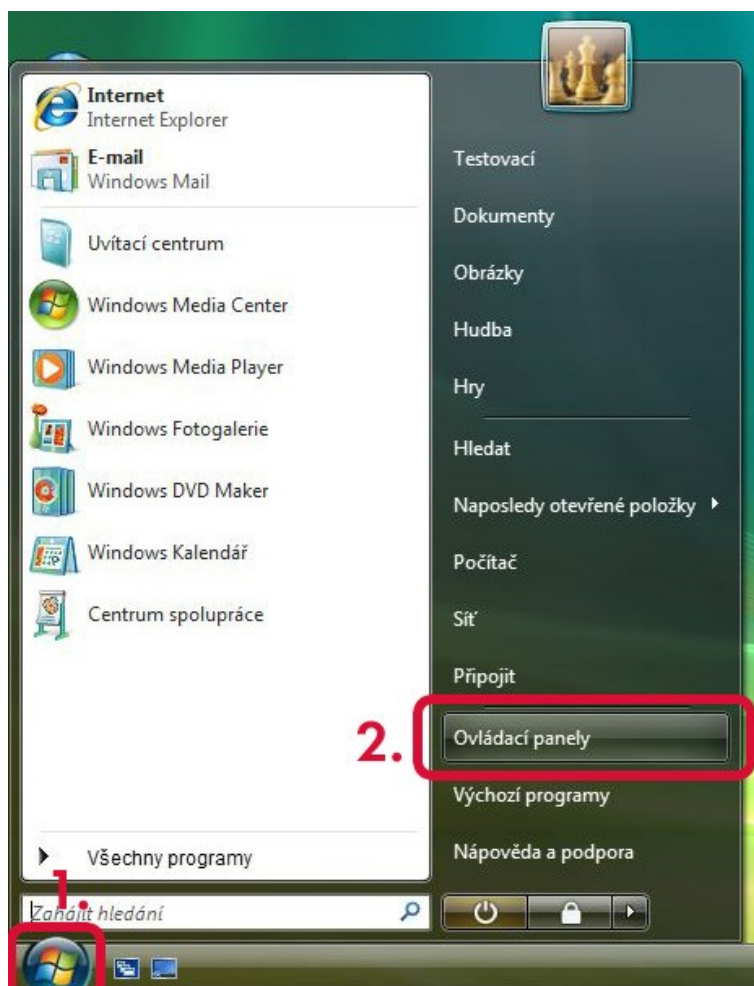 Internet
Internet Explorer
E-mail
Windows Mail
Uvítací centrum
Windows Media Center
Windows Media Player
Windows Fotogalerie
Windows DVD Maker
Windows Kalendář
Centrum spolupráce
Všechny programy
1.
Zahájit hledání
Testovací
Dokumenty
Obrázky
Hudba
Hry
Hledat
Naposledy otevřené položky
Počítač
Síť
Připojit
2.
Ovládací panely
Výchozí programy
Nápověda a podpora